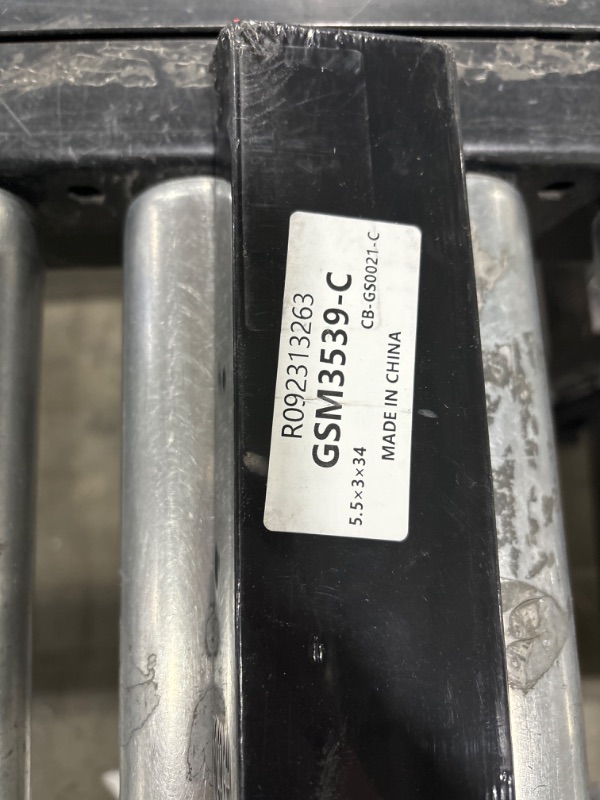 R092313263
GSM3539-C
CB-GS0021-C
5.5×3×34
MADE IN CHINA